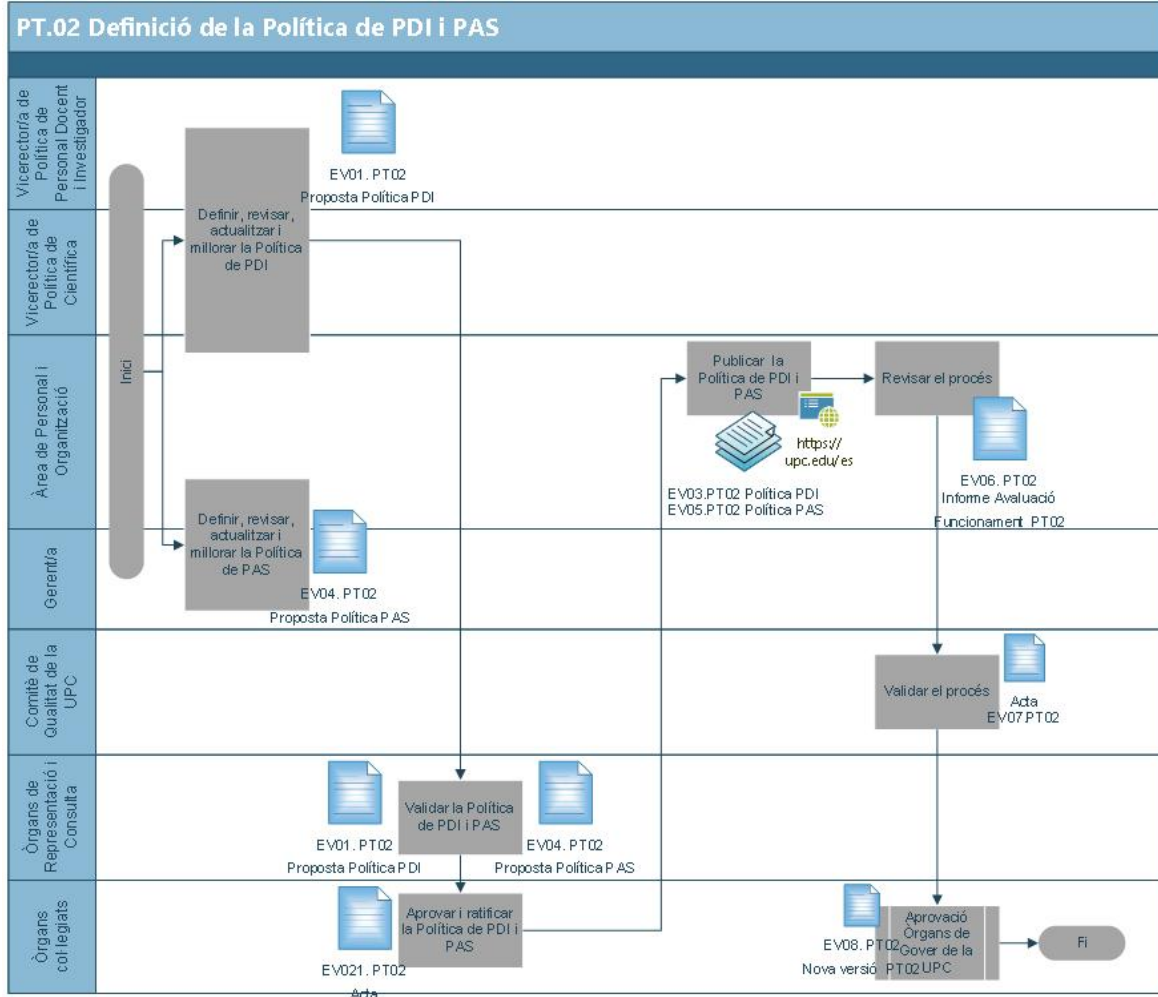 PT.02 Definició de la Política de PDI i PAS
Vicerector/a de
Política de
Personal Docent
i Investigador
EV01. PT02
Proposta Política PDI
Vicerector/a de
Política de
Científica
Definir, revisar,
actualitzar i
millorar la Política
de PDI
Inici
Àrea de Personal i
Organització
Publicar la
Política de PDI i
PAS
https://
upc.edu/es
EV03.PT02 Política PDI
EV05.PT02 Política PAS
Revisar el procés
EV06. PT02
Informe Avaluació
Funcionament PT02
Definir, revisar,
actualitzar i
millorar la Política
de PAS
Gerent/a
EV04. PT02
Proposta Política PAS
Comitè de
Qualitat de la
UPC
Validar el procés
Acta
EV07.PT02
Òrgans de
Representació i
Consulta
EV01. PT02
Proposta Política PDI
Validar la Política
de PDI i PAS
EV04. PT02
Proposta Política PAS
Òrgans
col·legiats
EV021. PT02
Acta
Aprovar i ratificar
la Política de PDI i
PAS
EV08. PT02
Nova versió PT02
Aprovació
Òrgans de
Gover de la
UPC
Fi